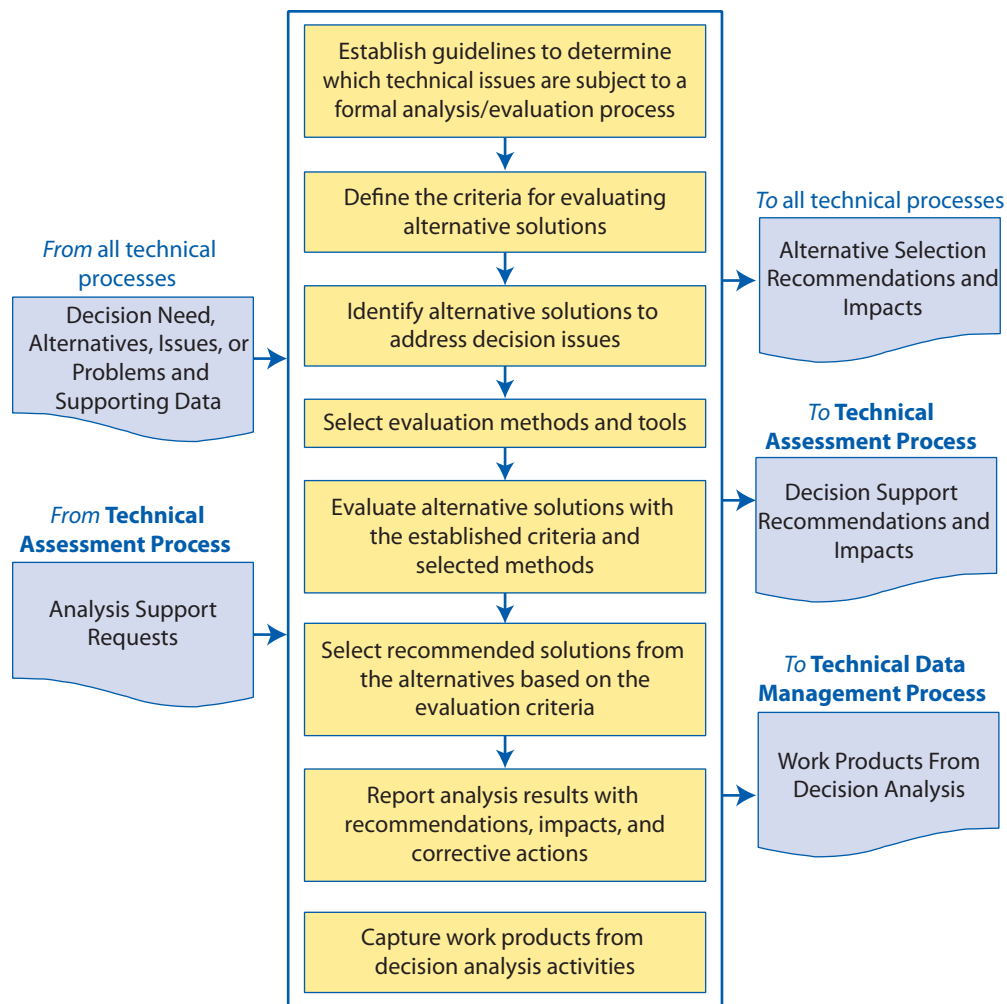 From all technical
processes
Decision Need,
Alternatives, Issues, or
Problems and
Supporting Data
From Technical
Assessment Process
Analysis Support
Requests
Establish guidelines to determine
which technical issues are subject to a
formal analysis/evaluation process
Define the criteria for evaluating
alternative solutions
Identify alternative solutions to
address decision issues
Select evaluation methods and tools
Evaluate alternative solutions with
the established criteria and
selected methods
Select recommended solutions from
the alternatives based on the
evaluation criteria
Report analysis results with
recommendations, impacts, and
corrective actions
Capture work products from
decision analysis activities
To all technical processes
Alternative Selection
Recommendations and
Impacts
To Technical
Assessment Process
Decision Support
Recommendations and
Impacts
To Technical Data
Management Process
Work Products From
Decision Analysis